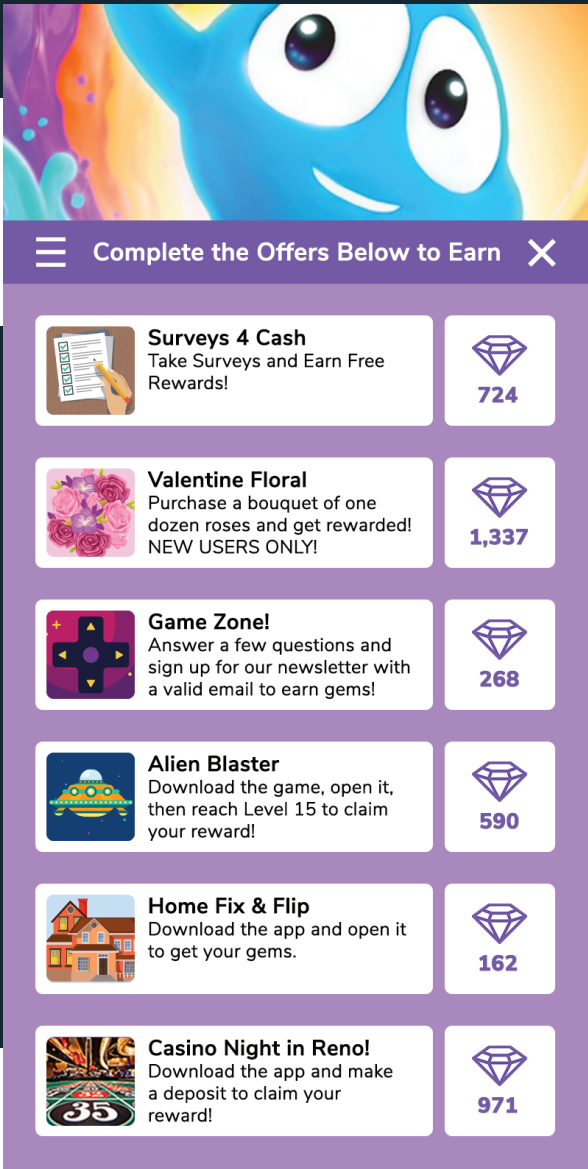 Complete the Offers Below to Earn
Surveys 4 Cash
Take Surveys and Earn Free
Rewards!
724
Valentine Floral
Purchase a bouquet of one
dozen roses and get rewarded!
NEW USERS ONLY!
1,337
Game Zone!
Answer a few questions and
sign up for our newsletter with
a valid email to earn gems!
268
Alien Blaster
Download the game, open it,
then reach Level 15 to claim
your reward!
590
Home Fix & Flip
Download the app and open it
to get your gems.
162
Casino Night in Reno!
Download the app and make
a deposit to claim your
reward!
32
35
971